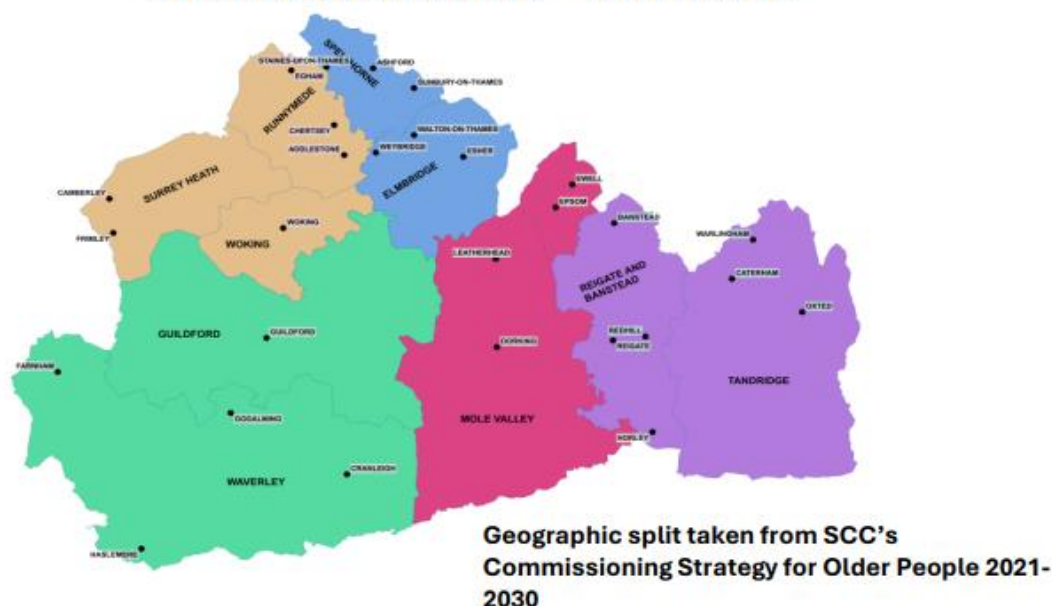 SPELTHORNE
STAINES-UPON-THAMES
ASHFORD
EGHAM
SUNBURY-ON-THAMES
RUNNYMEDE
CHERTSEY
WALTON-ON-THAMES
ADDLESTONE
WEYBRIDGE
ESHER
ELMBRIDGE
SURREY HEATH
CAMBERLEY
EWELL
EPSOM
BANSTEAD
WOKING
FRIMLEY
WOKING
WARLINGHAM
LEATHERHEAD
REIGATE AND
BANSTEAD
CATERHAM
OXTED
GUILDFORD
GUILDFORD
REDHILL
DORKING
REIGATE
FARNHAM
TANDRIDGE
GODALMING
MOLE VALLEY
HORLEY
CRANLEIGH
WAVERLEY
HASLEMERE
Geographic split taken from SCC's
Commissioning Strategy for Older People 2021-
2030